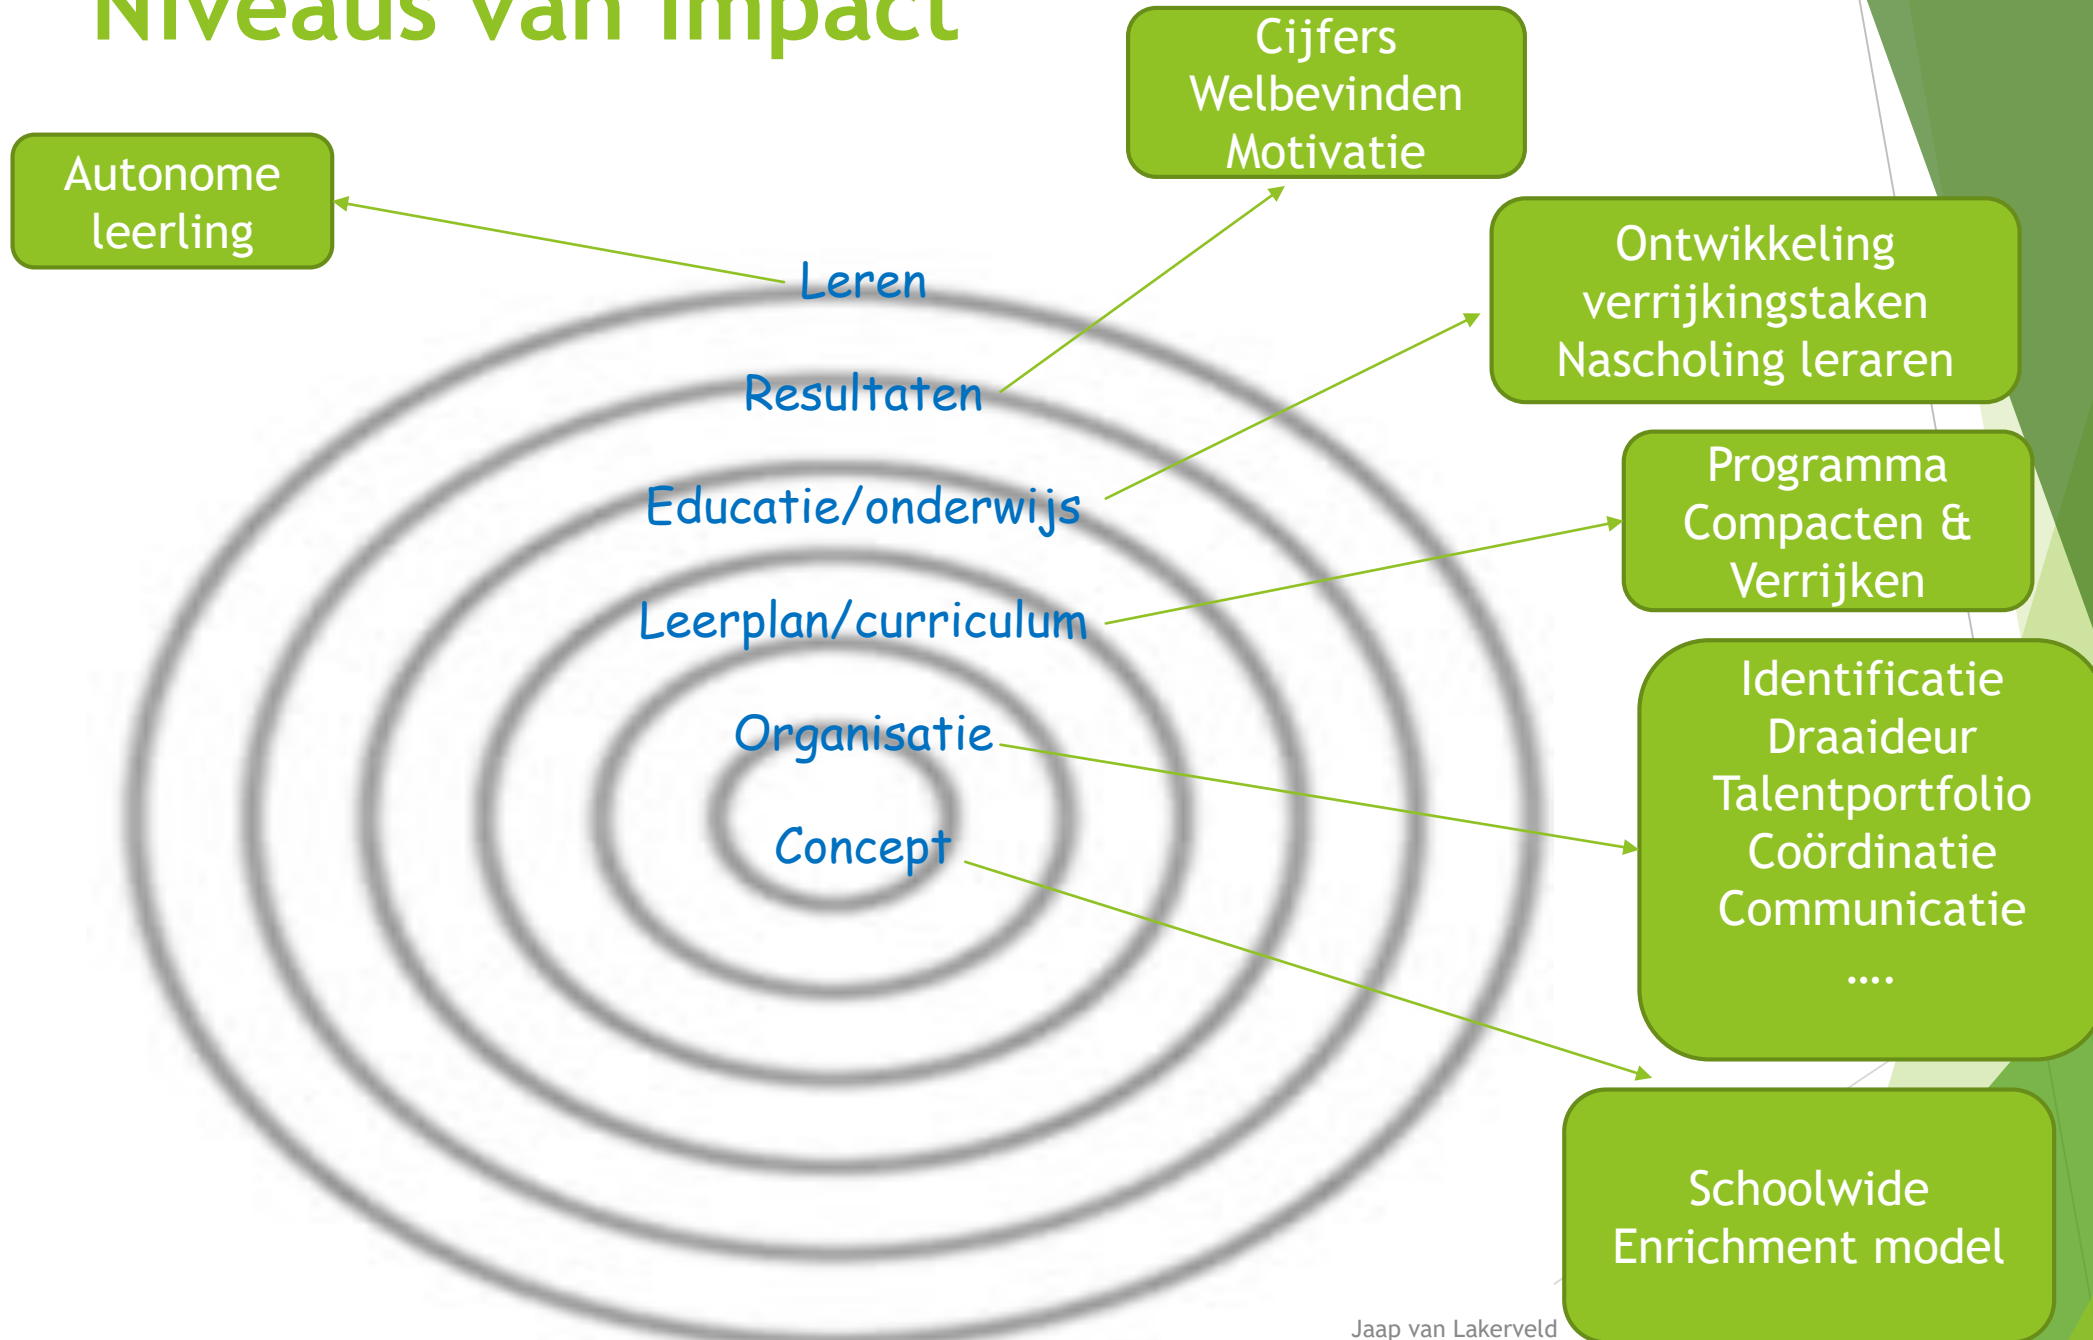 Niveaus van impact
Cijfers
Welbevinden
Motivatie
Autonome
leerling
Ontwikkeling
verrijkingstaken
Nascholing leraren
Leren
Resultaten
Educatie/onderwijs
Leerplan/curriculum
Organisatie
Concept
Programma
Compacten &
Verrijken
Identificatie
Draaideur
Talentportfolio
Coördinatie
Communicatie
....
Schoolwide
Enrichment model
Jaap van Lakerveld